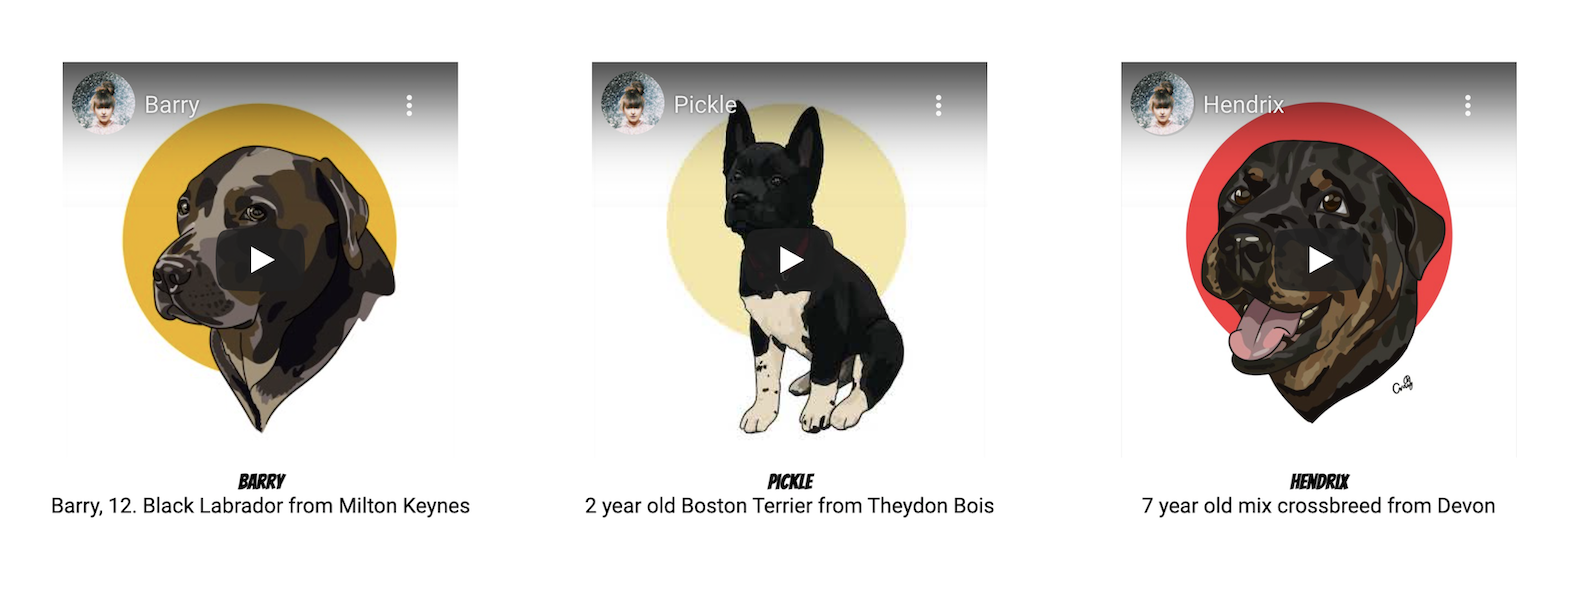 Barry
Pickle
Hendrix
BARRY
Barry, 12. Black Labrador from Milton Keynes
PICKLE
2 year old Boston Terrier from Theydon Bois
HENDRIX
7 year old mix crossbreed from Devon